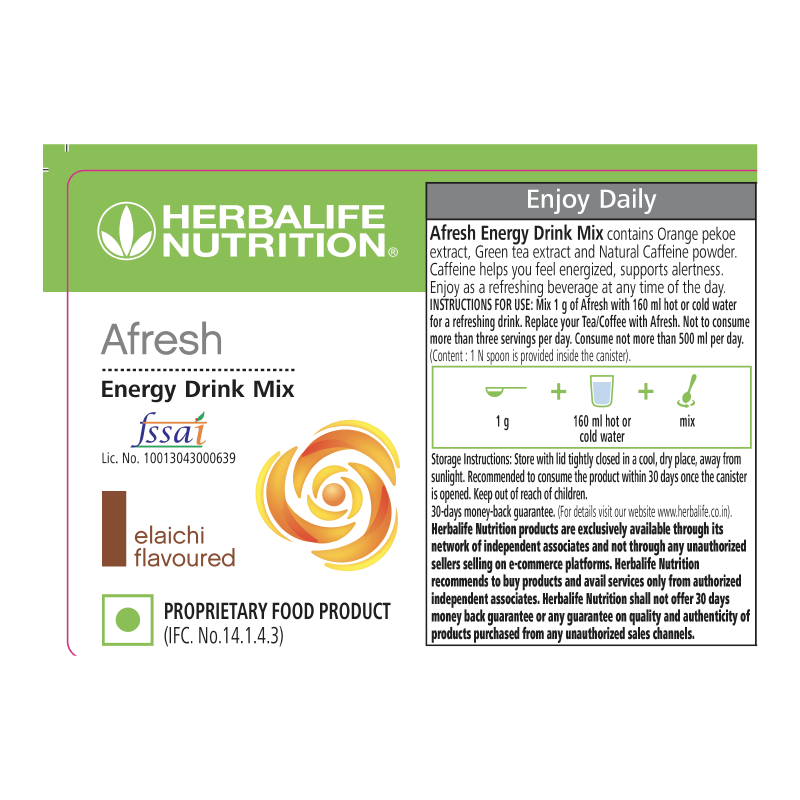 HERBALIFE
NUTRITION®
Afresh
Energy Drink Mix
fssai
Lic. No. 10013043000639
elaichi
flavoured
PROPRIETARY FOOD PRODUCT
(IFC. No.14.1.4.3)
Enjoy Daily
Afresh Energy Drink Mix contains Orange pekoe
extract, Green tea extract and Natural Caffeine powder.
Caffeine helps you feel energized, supports alertness.
Enjoy as a refreshing beverage at any time of the day.
INSTRUCTIONS FOR USE: Mix 1 g of Afresh with 160 ml hot or cold water
for a refreshing drink. Replace your Tea/Coffee with Afresh. Not to consume
more than three servings per day. Consume not more than 500 ml per day.
(Content : 1 N spoon is provided inside the canister).
+ +
1 g 160 ml hot or mix
cold water
Storage Instructions: Store with lid tightly closed in a cool, dry place, away from
sunlight. Recommended to consume the product within 30 days once the canister
is opened. Keep out of reach of children.
30-days money-back guarantee. (For details visit our website www.herbalife.co.in).
Herbalife Nutrition products are exclusively available through its
network of independent associates and not through any unauthorized
sellers selling on e-commerce platforms. Herbalife Nutrition
recommends to buy products and avail services only from authorized
independent associates. Herbalife Nutrition shall not offer 30 days
money back guarantee or any guarantee on quality and authenticity of
products purchased from any unauthorized sales channels.